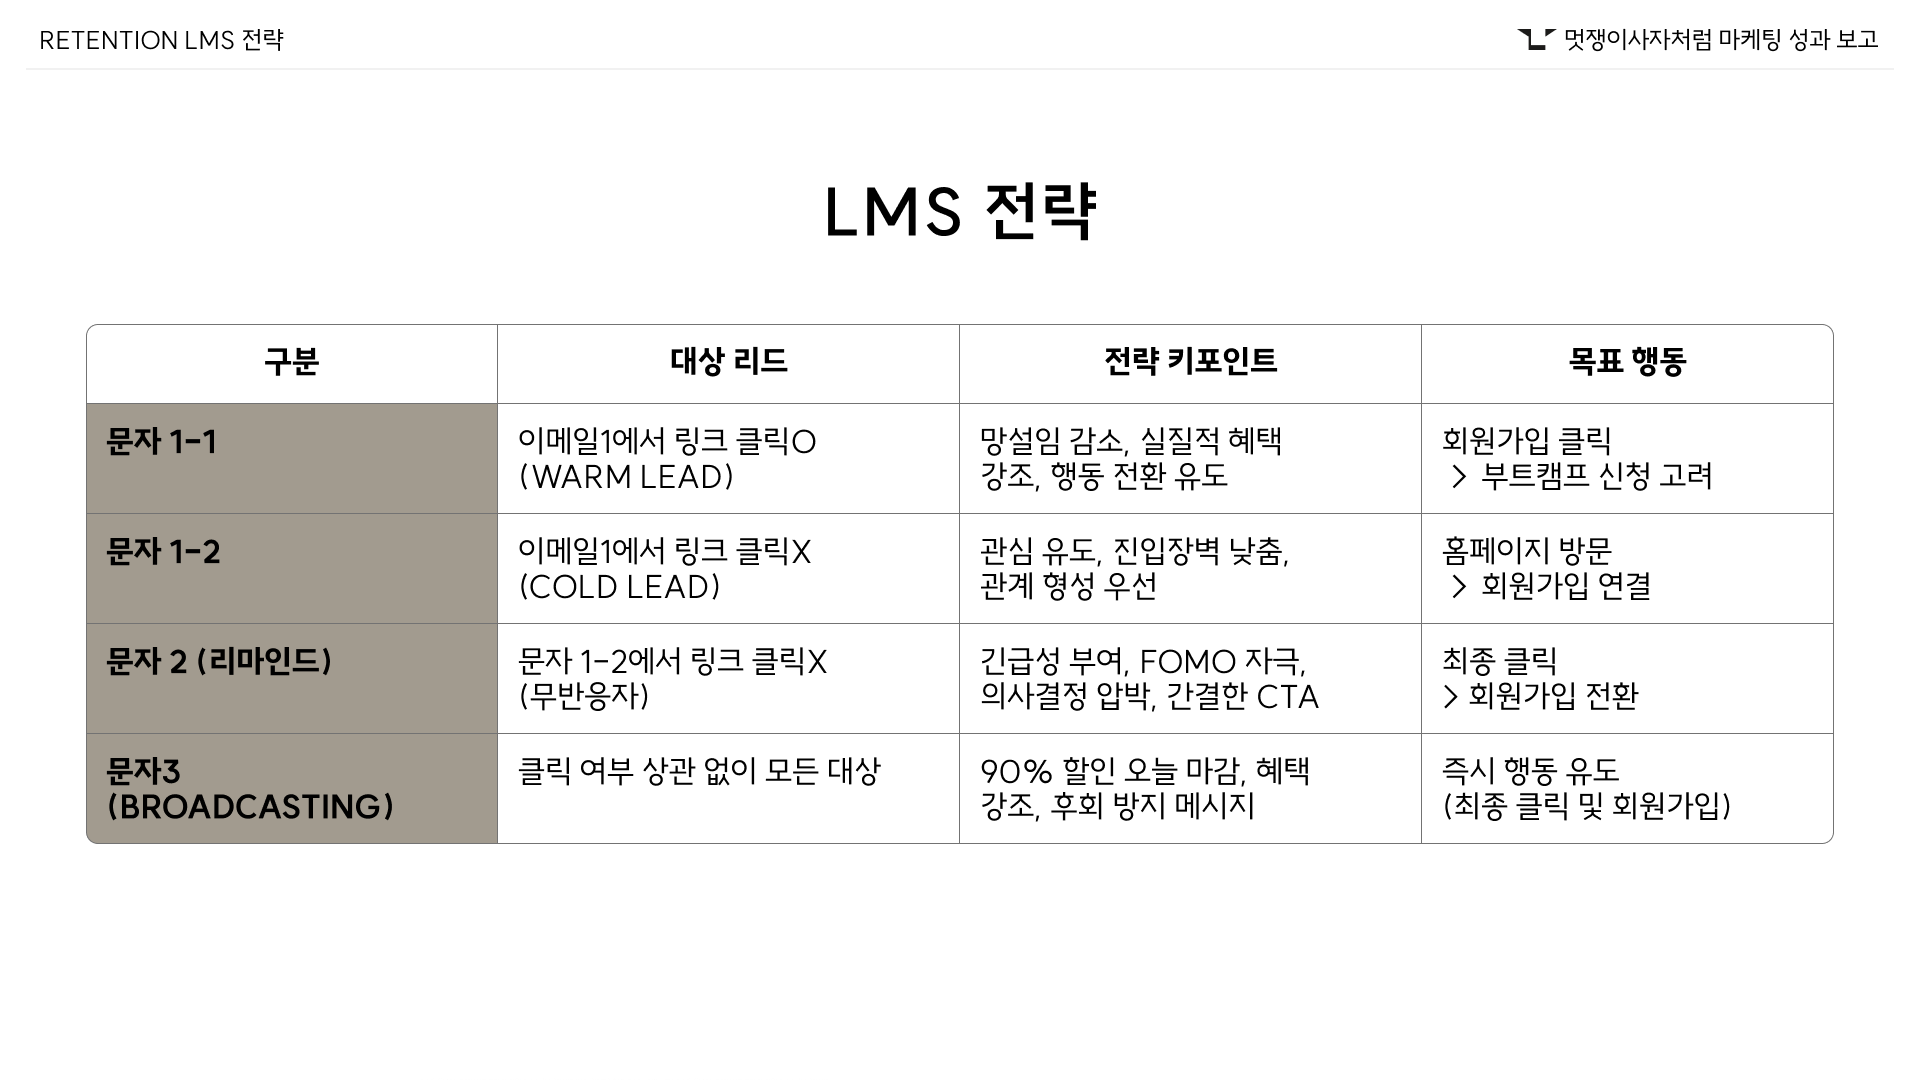 RETENTION LMS 전략
멋쟁이사자처럼 마케팅 성과 보고
LMS 전략
구분
대상 리드
전략 키포인트
목표 행동
문자 1-1
이메일1에서 링크 클릭O
(WARM LEAD)
망설임 감소, 실질적 혜택
강조, 행동 전환 유도
회원가입 클릭
> 부트캠프 신청 고려
문자 1-2
이메일1에서 링크 클릭X
(COLD LEAD)
관심 유도, 진입장벽 낮춤,
관계 형성 우선
홈페이지 방문
> 회원가입 연결
문자 2 (리마인드)
문자 1-2에서 링크 클릭X
(무반응자)
긴급성 부여, FOMO 자극,
의사결정 압박, 간결한 CTA
최종 클릭
> 회원가입 전환
문자3
(BROADCASTING)
클릭 여부 상관 없이 모든 대상
90% 할인 오늘 마감, 혜택
강조, 후회 방지 메시지
즉시 행동 유도
(최종 클릭 및 회원가입)